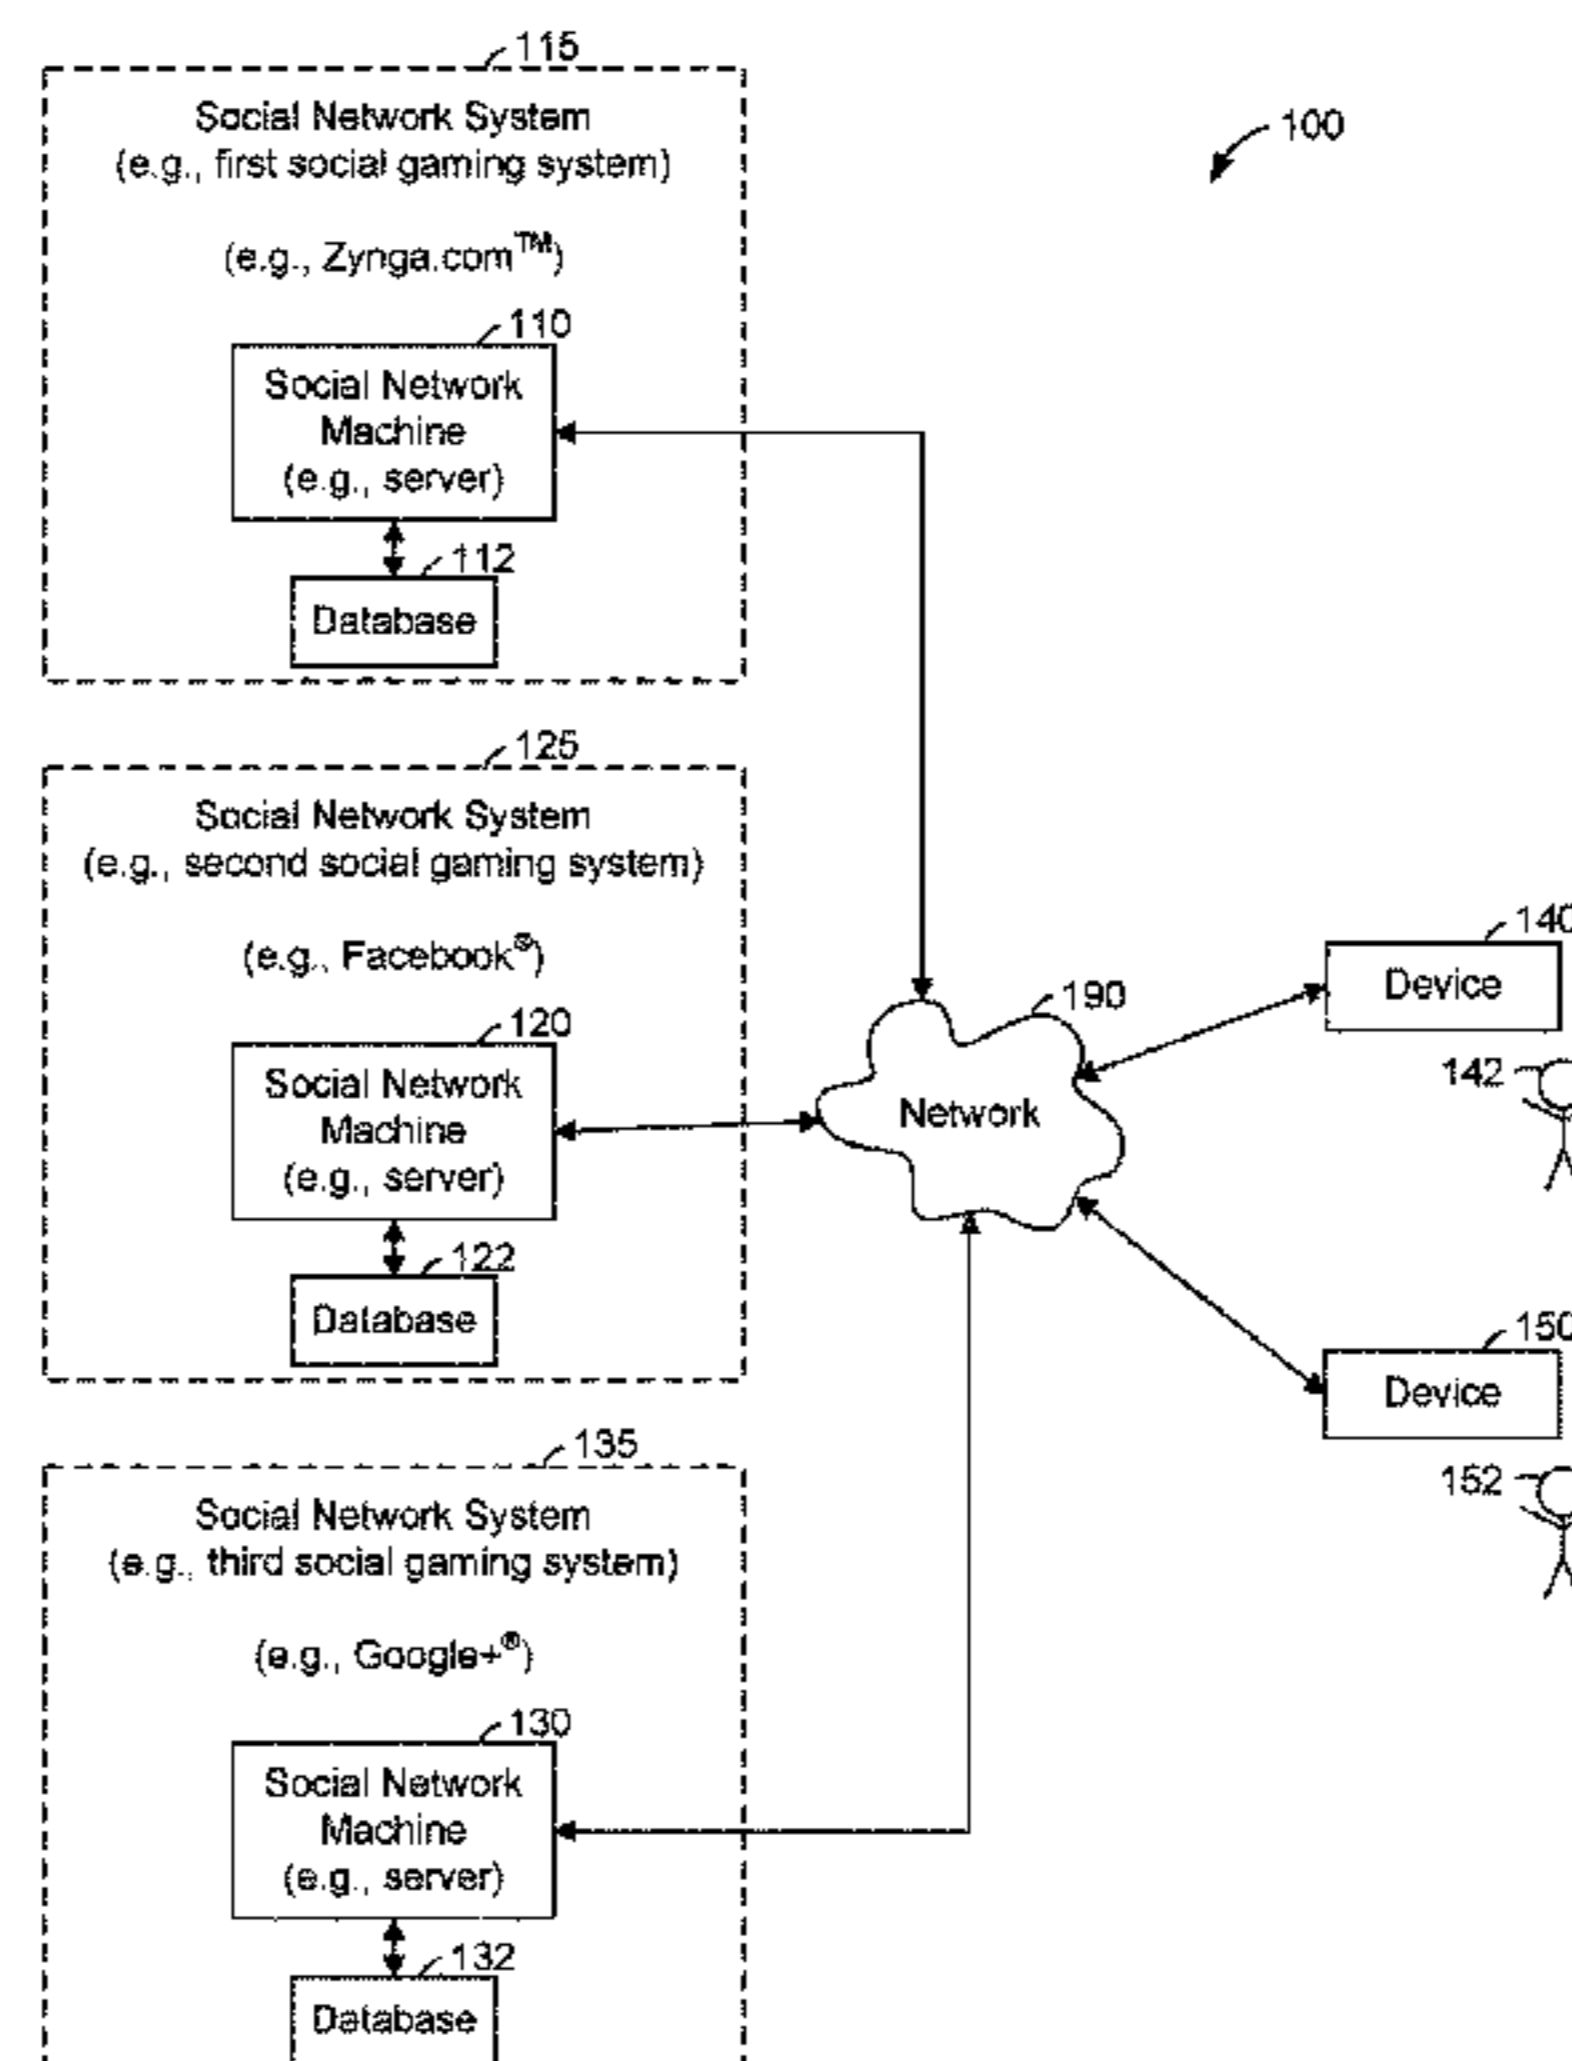 115
Social Network System
(e.g., first social gaming system)
(e.g., Zynga.com™)
110
Social Network
Machine
(e.g., server)
112
Database
100
125
Social Network System
(e.g., second social gaming system)
(e.g., Facebook®)
120
Social Network
Machine
(e.g., server)
122
Database
190
Network
140
Device
142
150
Device
152
135
Social Network System
(e.g., third social gaming system)
(e.g., Google+®)
130
Social Network
Machine
(e.g., server)
132
Database